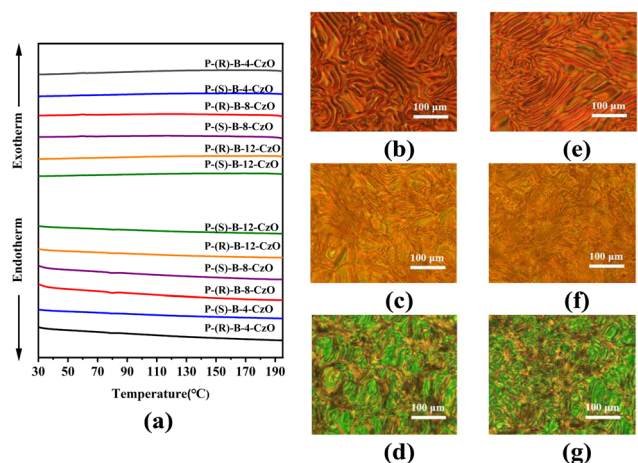 Exotherm
Endotherm
P-(R)-B-4-CzO
P-(S)-B-4-CzO
P-(R)-B-8-CzO
P-(S)-B-8-CzO
P-(R)-B-12-CzO
P-(S)-B-12-CzO
P-(S)-B-12-CzO
P-(R)-B-12-CzO
P-(S)-B-8-CzO
P-(R)-B-8-CzO
P-(S)-B-4-CzO
P-(R)-B-4-CzO
30 50 70 90 110 130 150 170 190
Temperature(°C)
(a)
100 μm
(b)
100 μm
(e)
100 μm
(c)
100 μm
(f)
100 μm
(d)
100 μm
(g)